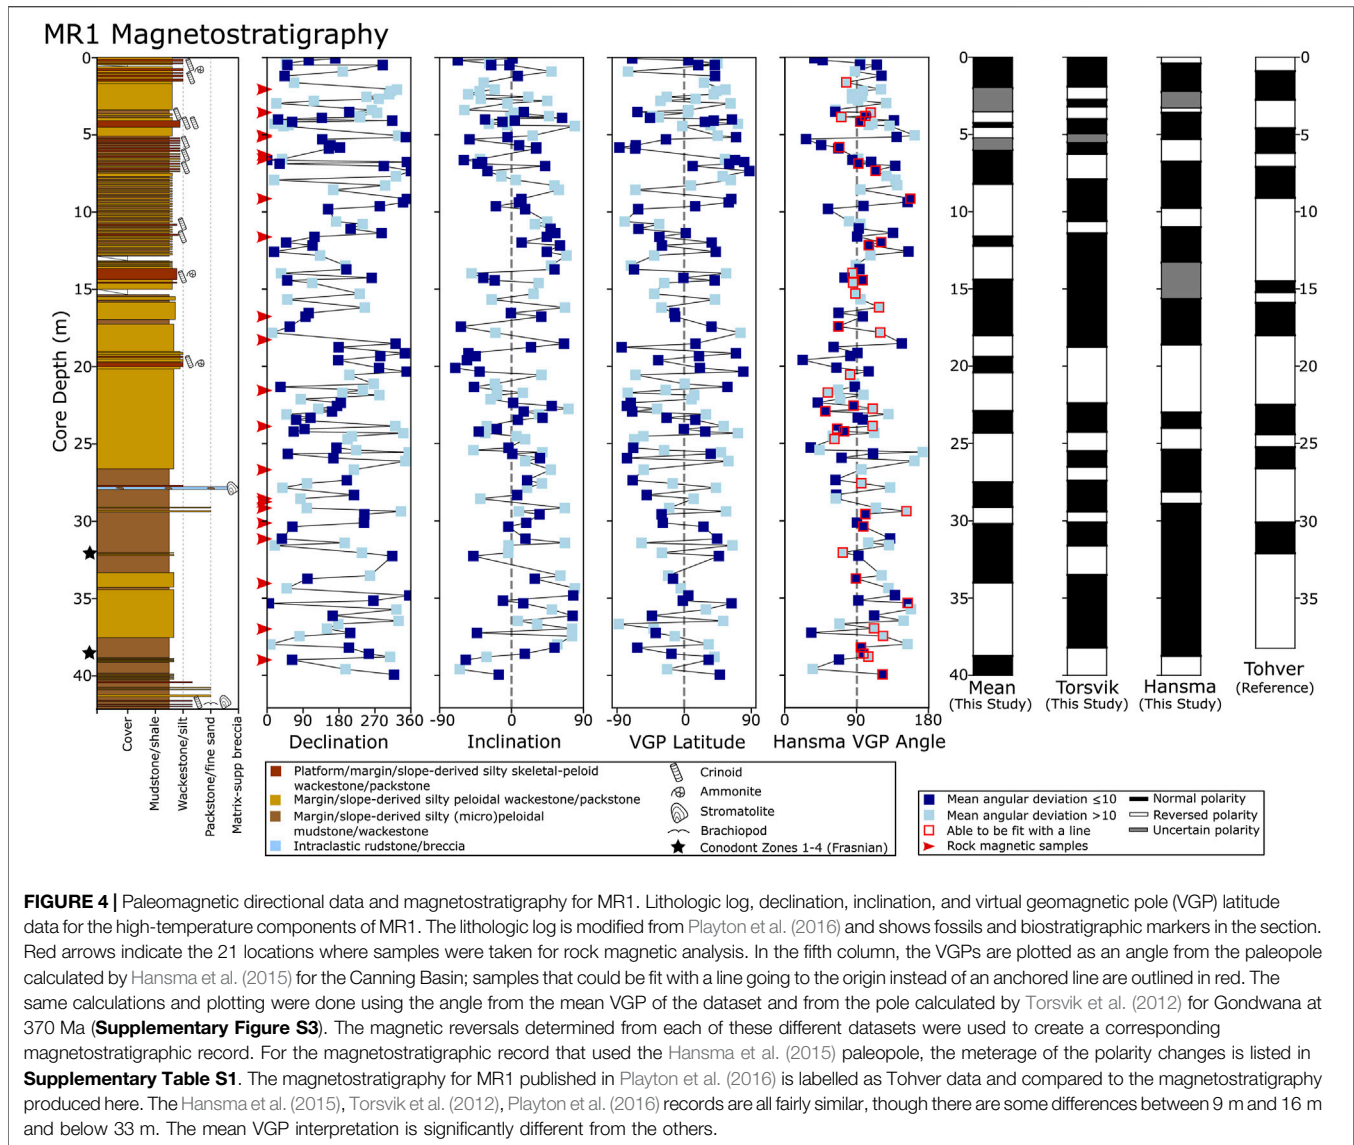 MR1 Magnetostratigraphy
Core Depth (m)
0
5
10
15
20
25
30
35
40
Cover
Mudstone/shale
Wackestone/silt
Packstone/fine sand
Matrix-supp breccia
0 90 180 270 360
Declination
-90 0 90
Inclination
-90 0 90
VGP Latitude
0 90 180
Hansma VGP Angle
0
5
10
15
20
25
30
35
40
Mean
(This Study)
Torsvik
(This Study)
Hansma
(This Study)
Tohver
(Reference)
0
5
10
15
20
25
30
35
Platform/margin/slope-derived silty skeletal-peloid
wackestone/packstone
Margin/slope-derived silty peloidal wackestone/packstone
Margin/slope-derived silty (micro)peloidal
mudstone/wackestone
Intraclastic rudstone/breccia
Crinoid
Ammonite
Stromatolite
Brachiopod
Conodont Zones 1-4 (Frasnian)
Mean angular deviation ≤10
Mean angular deviation >10
Able to be fit with a line
Rock magnetic samples
Normal polarity
Reversed polarity
Uncertain polarity
FIGURE 4 | Paleomagnetic directional data and magnetostratigraphy for MR1. Lithologic log, declination, inclination, and virtual geomagnetic pole (VGP) latitude
data for the high-temperature components of MR1. The lithologic log is modified from Playton et al. (2016) and shows fossils and biostratigraphic markers in the section.
Red arrows indicate the 21 locations where samples were taken for rock magnetic analysis. In the fifth column, the VGPs are plotted as an angle from the paleopole
calculated by Hansma et al. (2015) for the Canning Basin; samples that could be fit with a line going to the origin instead of an anchored line are outlined in red. The
same calculations and plotting were done using the angle from the mean VGP of the dataset and from the pole calculated by Torsvik et al. (2012) for Gondwana at
370 Ma (Supplementary Figure S3). The magnetic reversals determined from each of these different datasets were used to create a corresponding
magnetostratigraphic record. For the magnetostratigraphic record that used the Hansma et al. (2015) paleopole, the meterage of the polarity changes is listed in
Supplementary Table S1. The magnetostratigraphy for MR1 published in Playton et al. (2016) is labelled as Tohver data and compared to the magnetostratigraphy
produced here. The Hansma et al. (2015), Torsvik et al. (2012), Playton et al. (2016) records are all fairly similar, though there are some differences between 9 m and 16 m
and below 33 m. The mean VGP interpretation is significantly different from the others.